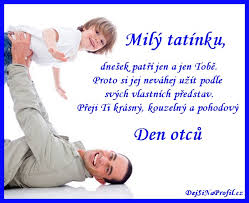 Milý tatínku,
dnešek patří jen a jen Tobě.
Proto si jej neváhej užít podle
svých vlastních představ.
Přeji Ti krásný, kouzelný a pohodový
Den otců
DejSiNaProfil.cz